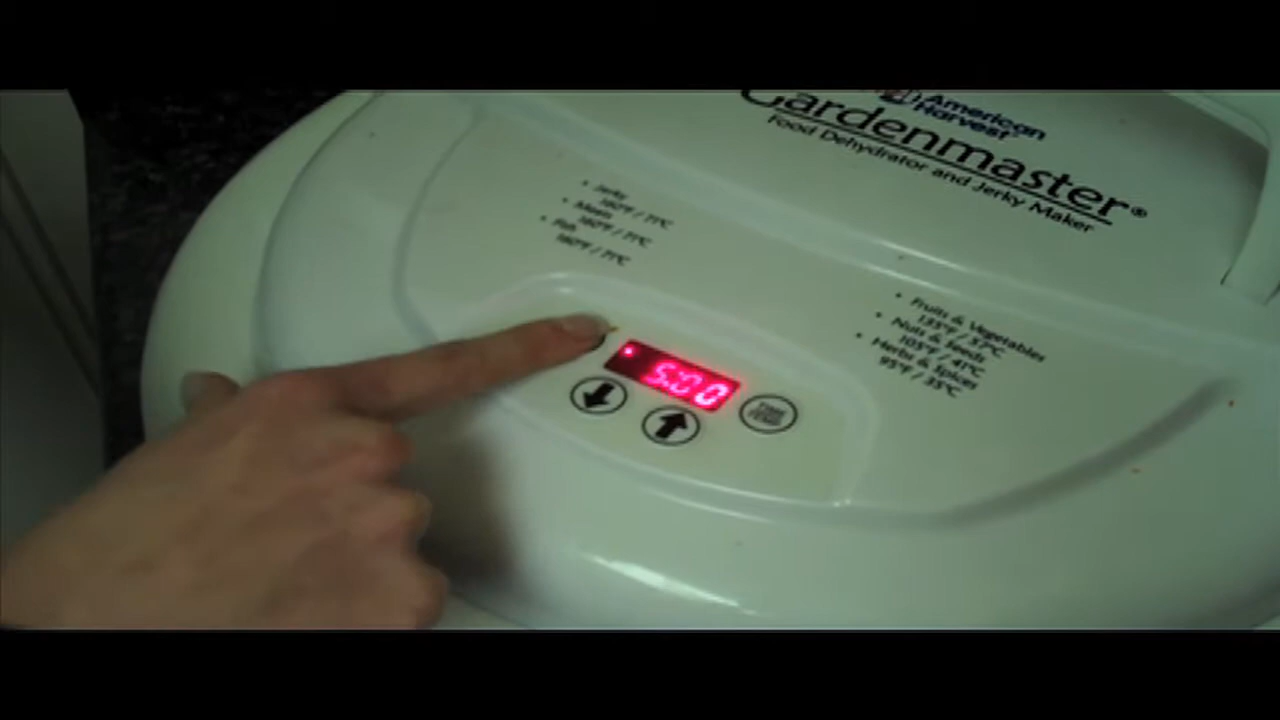 American
Harvest
Gardenmaster®
Food Dehydrator and Jerky Maker
• Jerky
160°F / 71°C
• Meats
160°F / 71°C
• Fish
160°F / 71°C
• Fruits & Vegetables
135°F / 57°C
• Nuts & Seeds
105°F / 41°C
• Herbs & Spices
95°F / 35°C
5:00